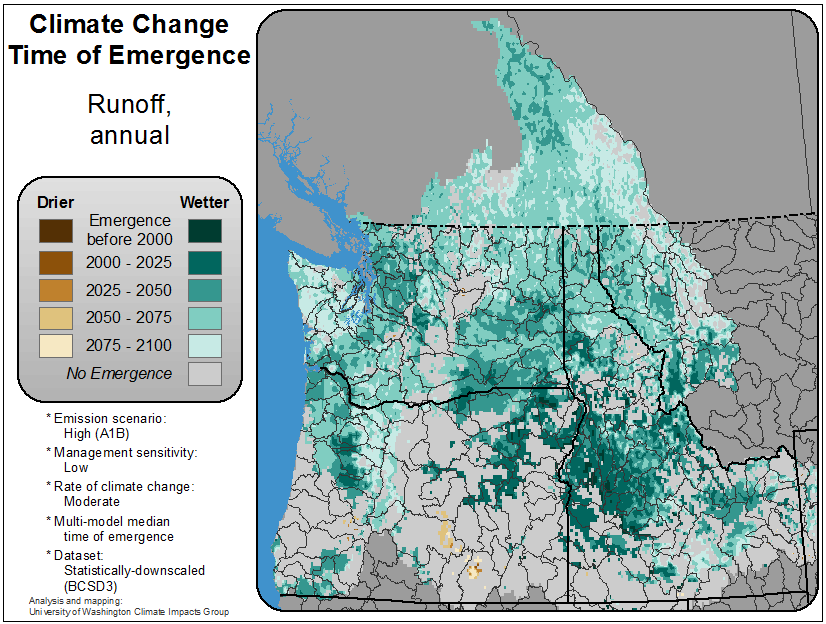 Climate Change
Time of Emergence
Runoff,
annual
Drier Wetter
Emergence
before 2000
2000 - 2025
2025 - 2050
2050 - 2075
2075 - 2100
No Emergence
* Emission scenario:
High (A1B)
* Management sensitivity:
Low
* Rate of climate change:
Moderate
* Multi-model median
time of emergence
* Dataset:
Statistically-downscaled
(BCSD3)
Analysis and mapping:
University of Washington Climate Impacts Group